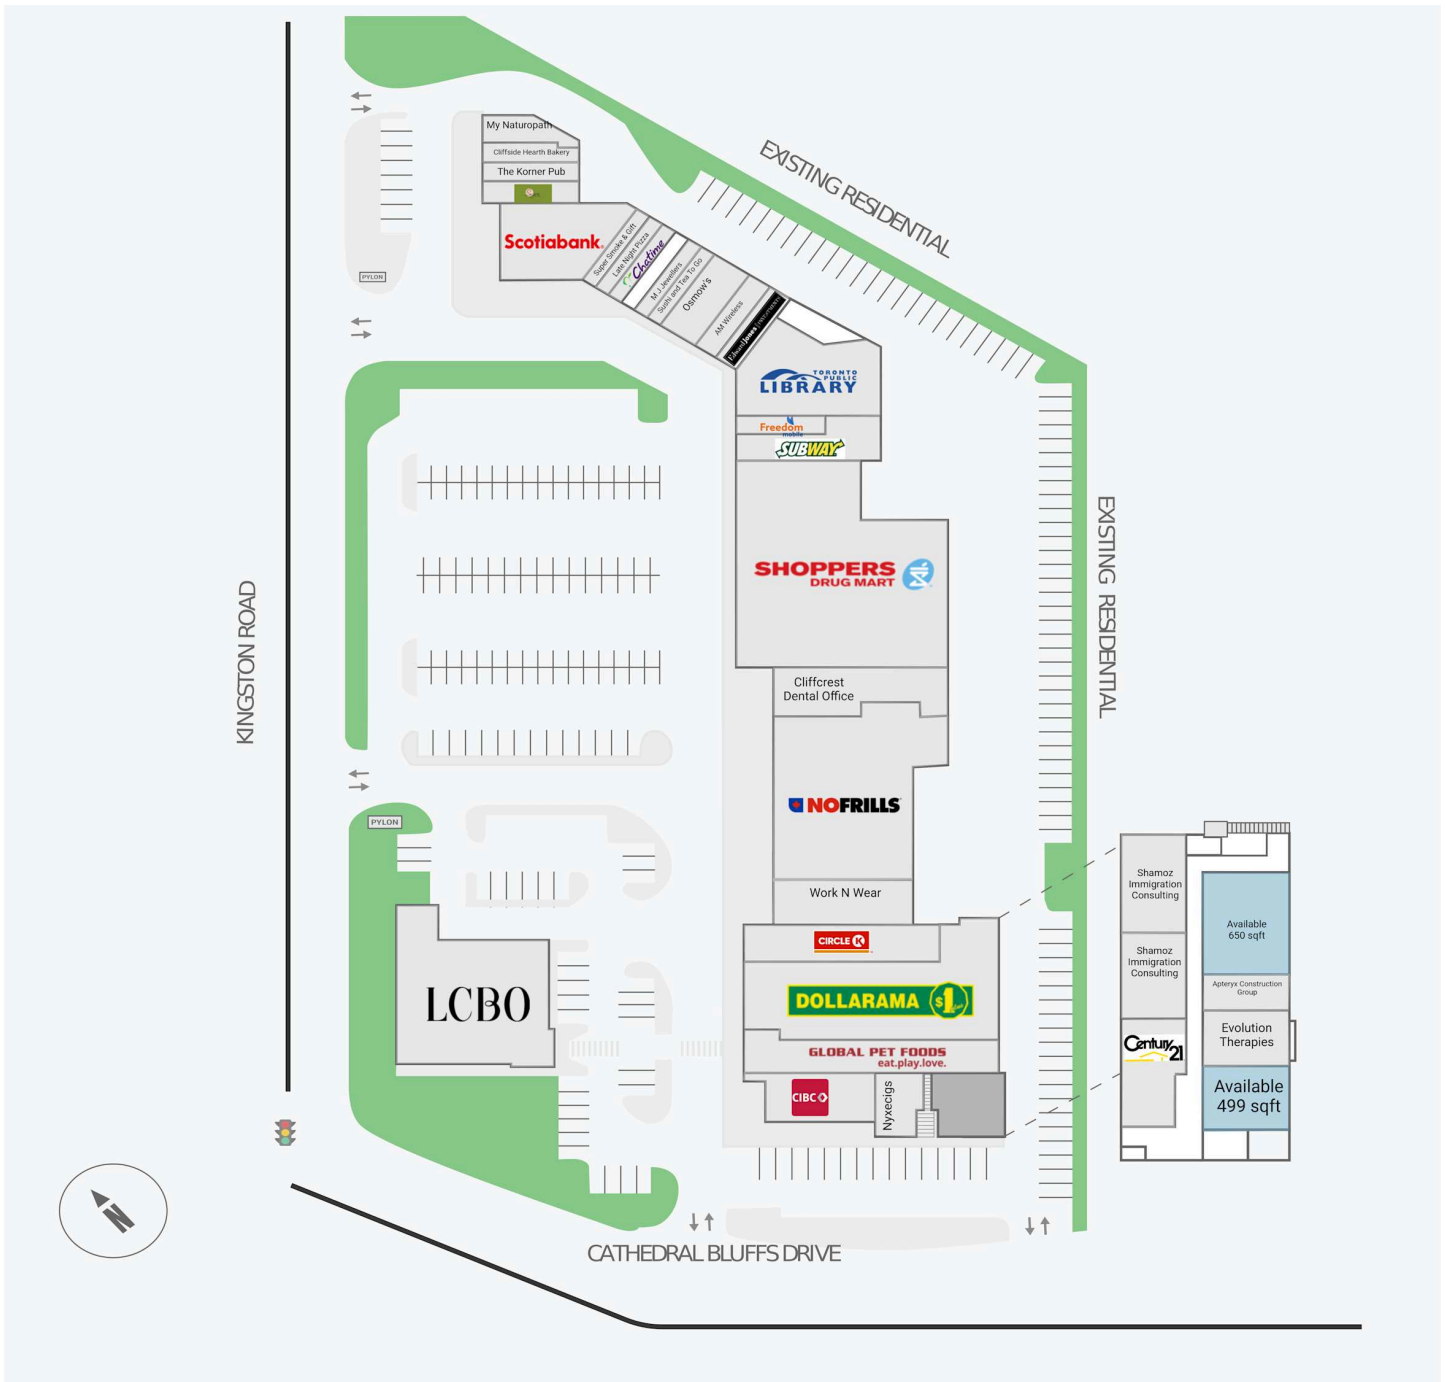 EXISTING RESIDENTIAL
My Naturopath
Cliffside Hearth Bakery
The Korner Pub
Scotiabank
Super Smoke & Gift
Late Night Pizza
Chatime
M J Jewellers
Sushi and Tea To Go
Osmow's
AM Wireless
Edward Jones INVESTMENTS
PYLON
TORONTO
PUBLIC
LIBRARY
Freedom
mobile
SUBWAY
SHOPPERS
DRUG MART
EXISTING RESIDENTIAL
KINGSTON ROAD
Cliffcrest
Dental Office
NOFRILLS
PYLON
Work N Wear
CIRCLE K
LCBO
DOLLARAMA $1
GLOBAL PET FOODS
eat.play.love.
CIBC
Nyxecigs
Shamoz
Immigration
Consulting
Shamoz
Immigration
Consulting
Century 21
Available
650 sqft
Apteryx Construction
Group
Evolution
Therapies
Available
499 sqft
N
CATHEDRAL BLUFFS DRIVE